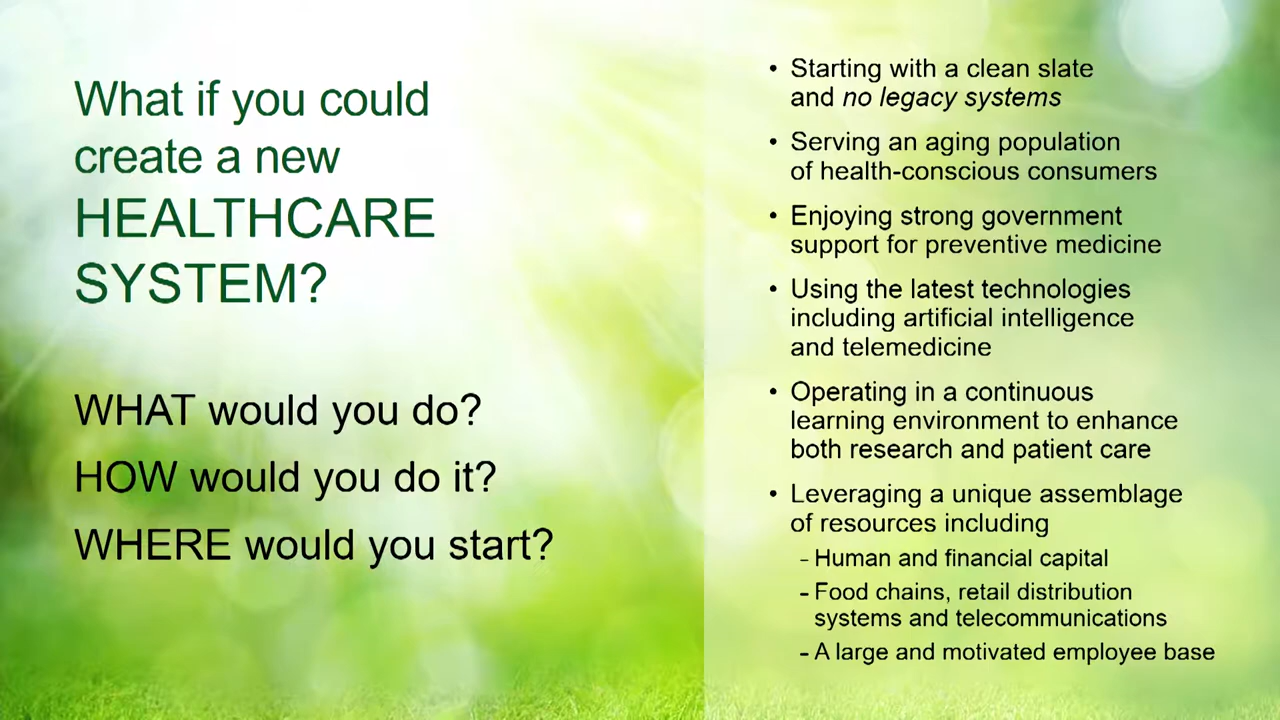 What if you could
create a new
HEALTHCARE
SYSTEM?
WHAT would you do?
HOW would you do it?
WHERE would you start?
• Starting with a clean slate
and no legacy systems
• Serving an aging population
of health-conscious consumers
• Enjoying strong government
support for preventive medicine
• Using the latest technologies
including artificial intelligence
and telemedicine
• Operating in a continuous
learning environment to enhance
both research and patient care
• Leveraging a unique assemblage
of resources including
- Human and financial capital
- Food chains, retail distribution
systems and telecommunications
- A large and motivated employee base